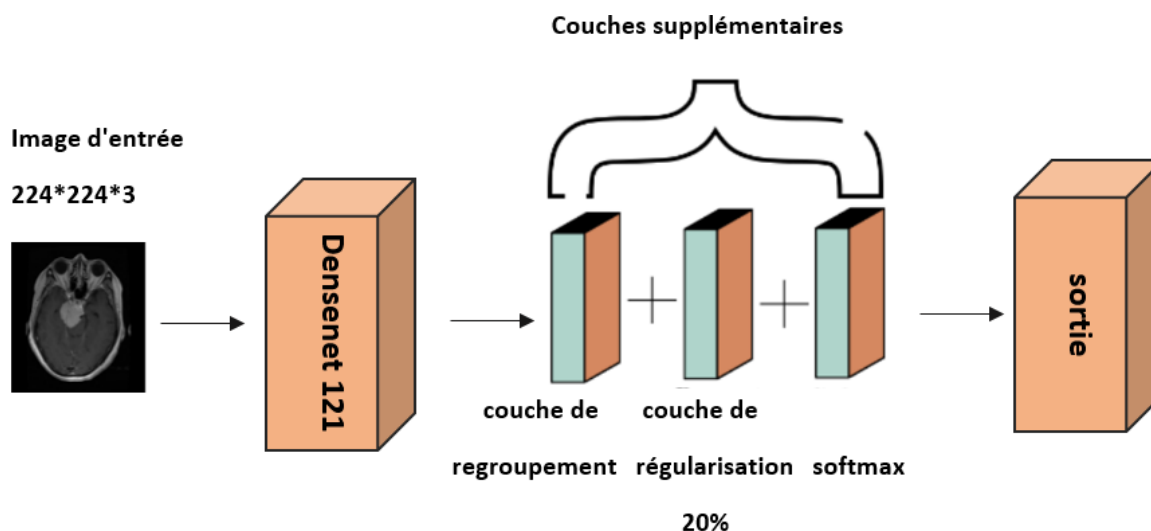 Couches supplémentaires
Image d'entrée
224*224*3
Densenet 121
sortie
couche de
regroupement
couche de
régularisation
20%
softmax